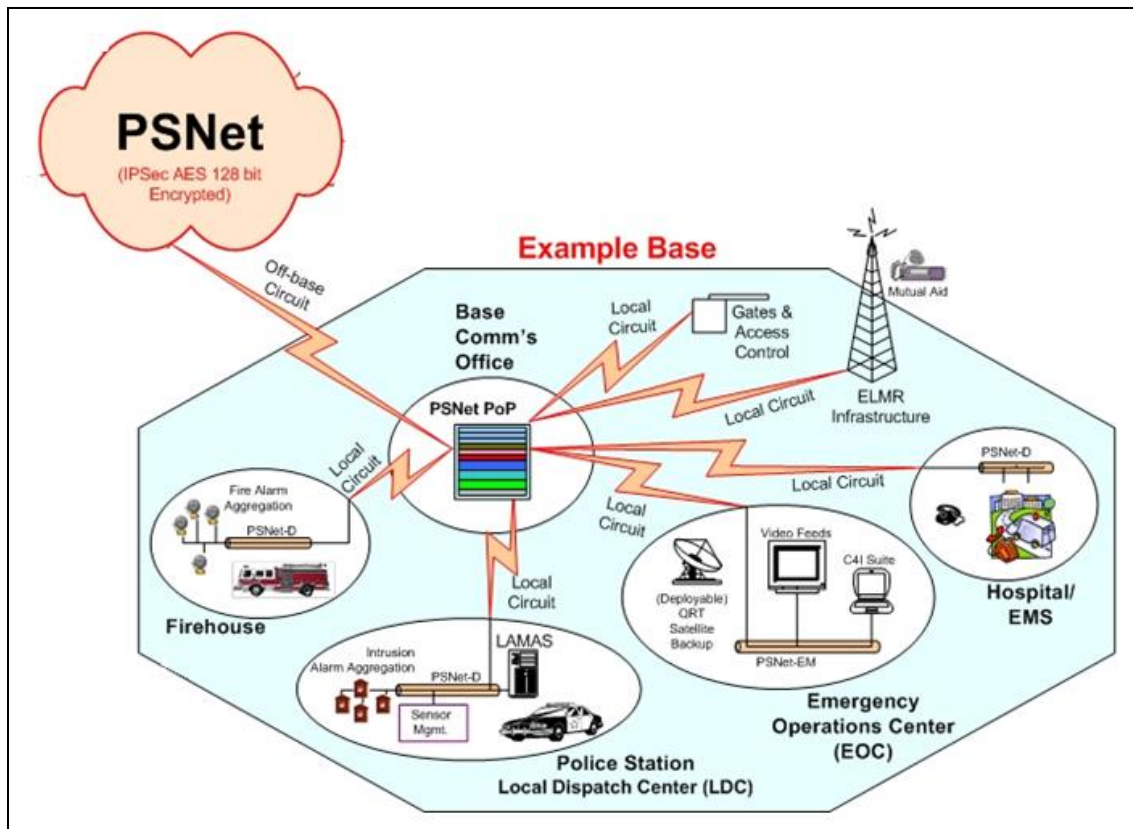 PSNet
(IPSec AES 128 bit
Encrypted)
Example Base
Off-base
Circuit
Base
Comm's
Office
PSNet PoP
Local
Circuit
Gates &
Access
Control
Mutual Aid
Local Circuit
ELMR
Infrastructure
PSNet-D
Local Circuit
Hospital/
EMS
Local
Circuit
Fire Alarm
Aggregation
PSNet-D
Firehouse
Local
Circuit
Video Feeds
C4I Suite
(Deployable)
QRT
Satellite
Backup
PSNet-EM
Emergency
Operations Center
(EOC)
Local
Circuit
LAMAS
Intrusion
Alarm Aggregation
PSNet-D
Sensor
Mgmt.
Police Station
Local Dispatch Center (LDC)